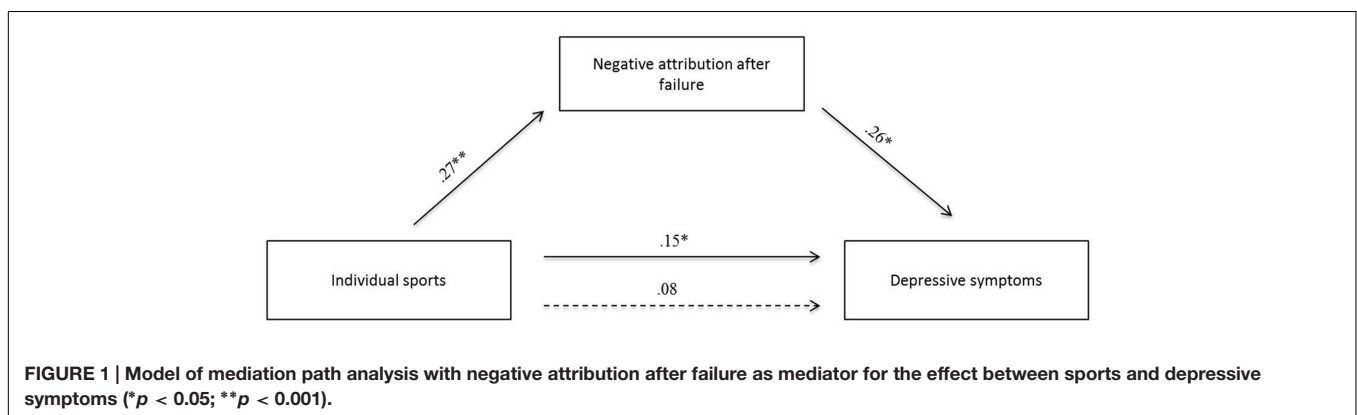 Negative attribution after
failure
.27**
.26*
Individual sports
.15*
.08
Depressive symptoms
FIGURE 1 | Model of mediation path analysis with negative attribution after failure as mediator for the effect between sports and depressive
symptoms (*p < 0.05; **p < 0.001).